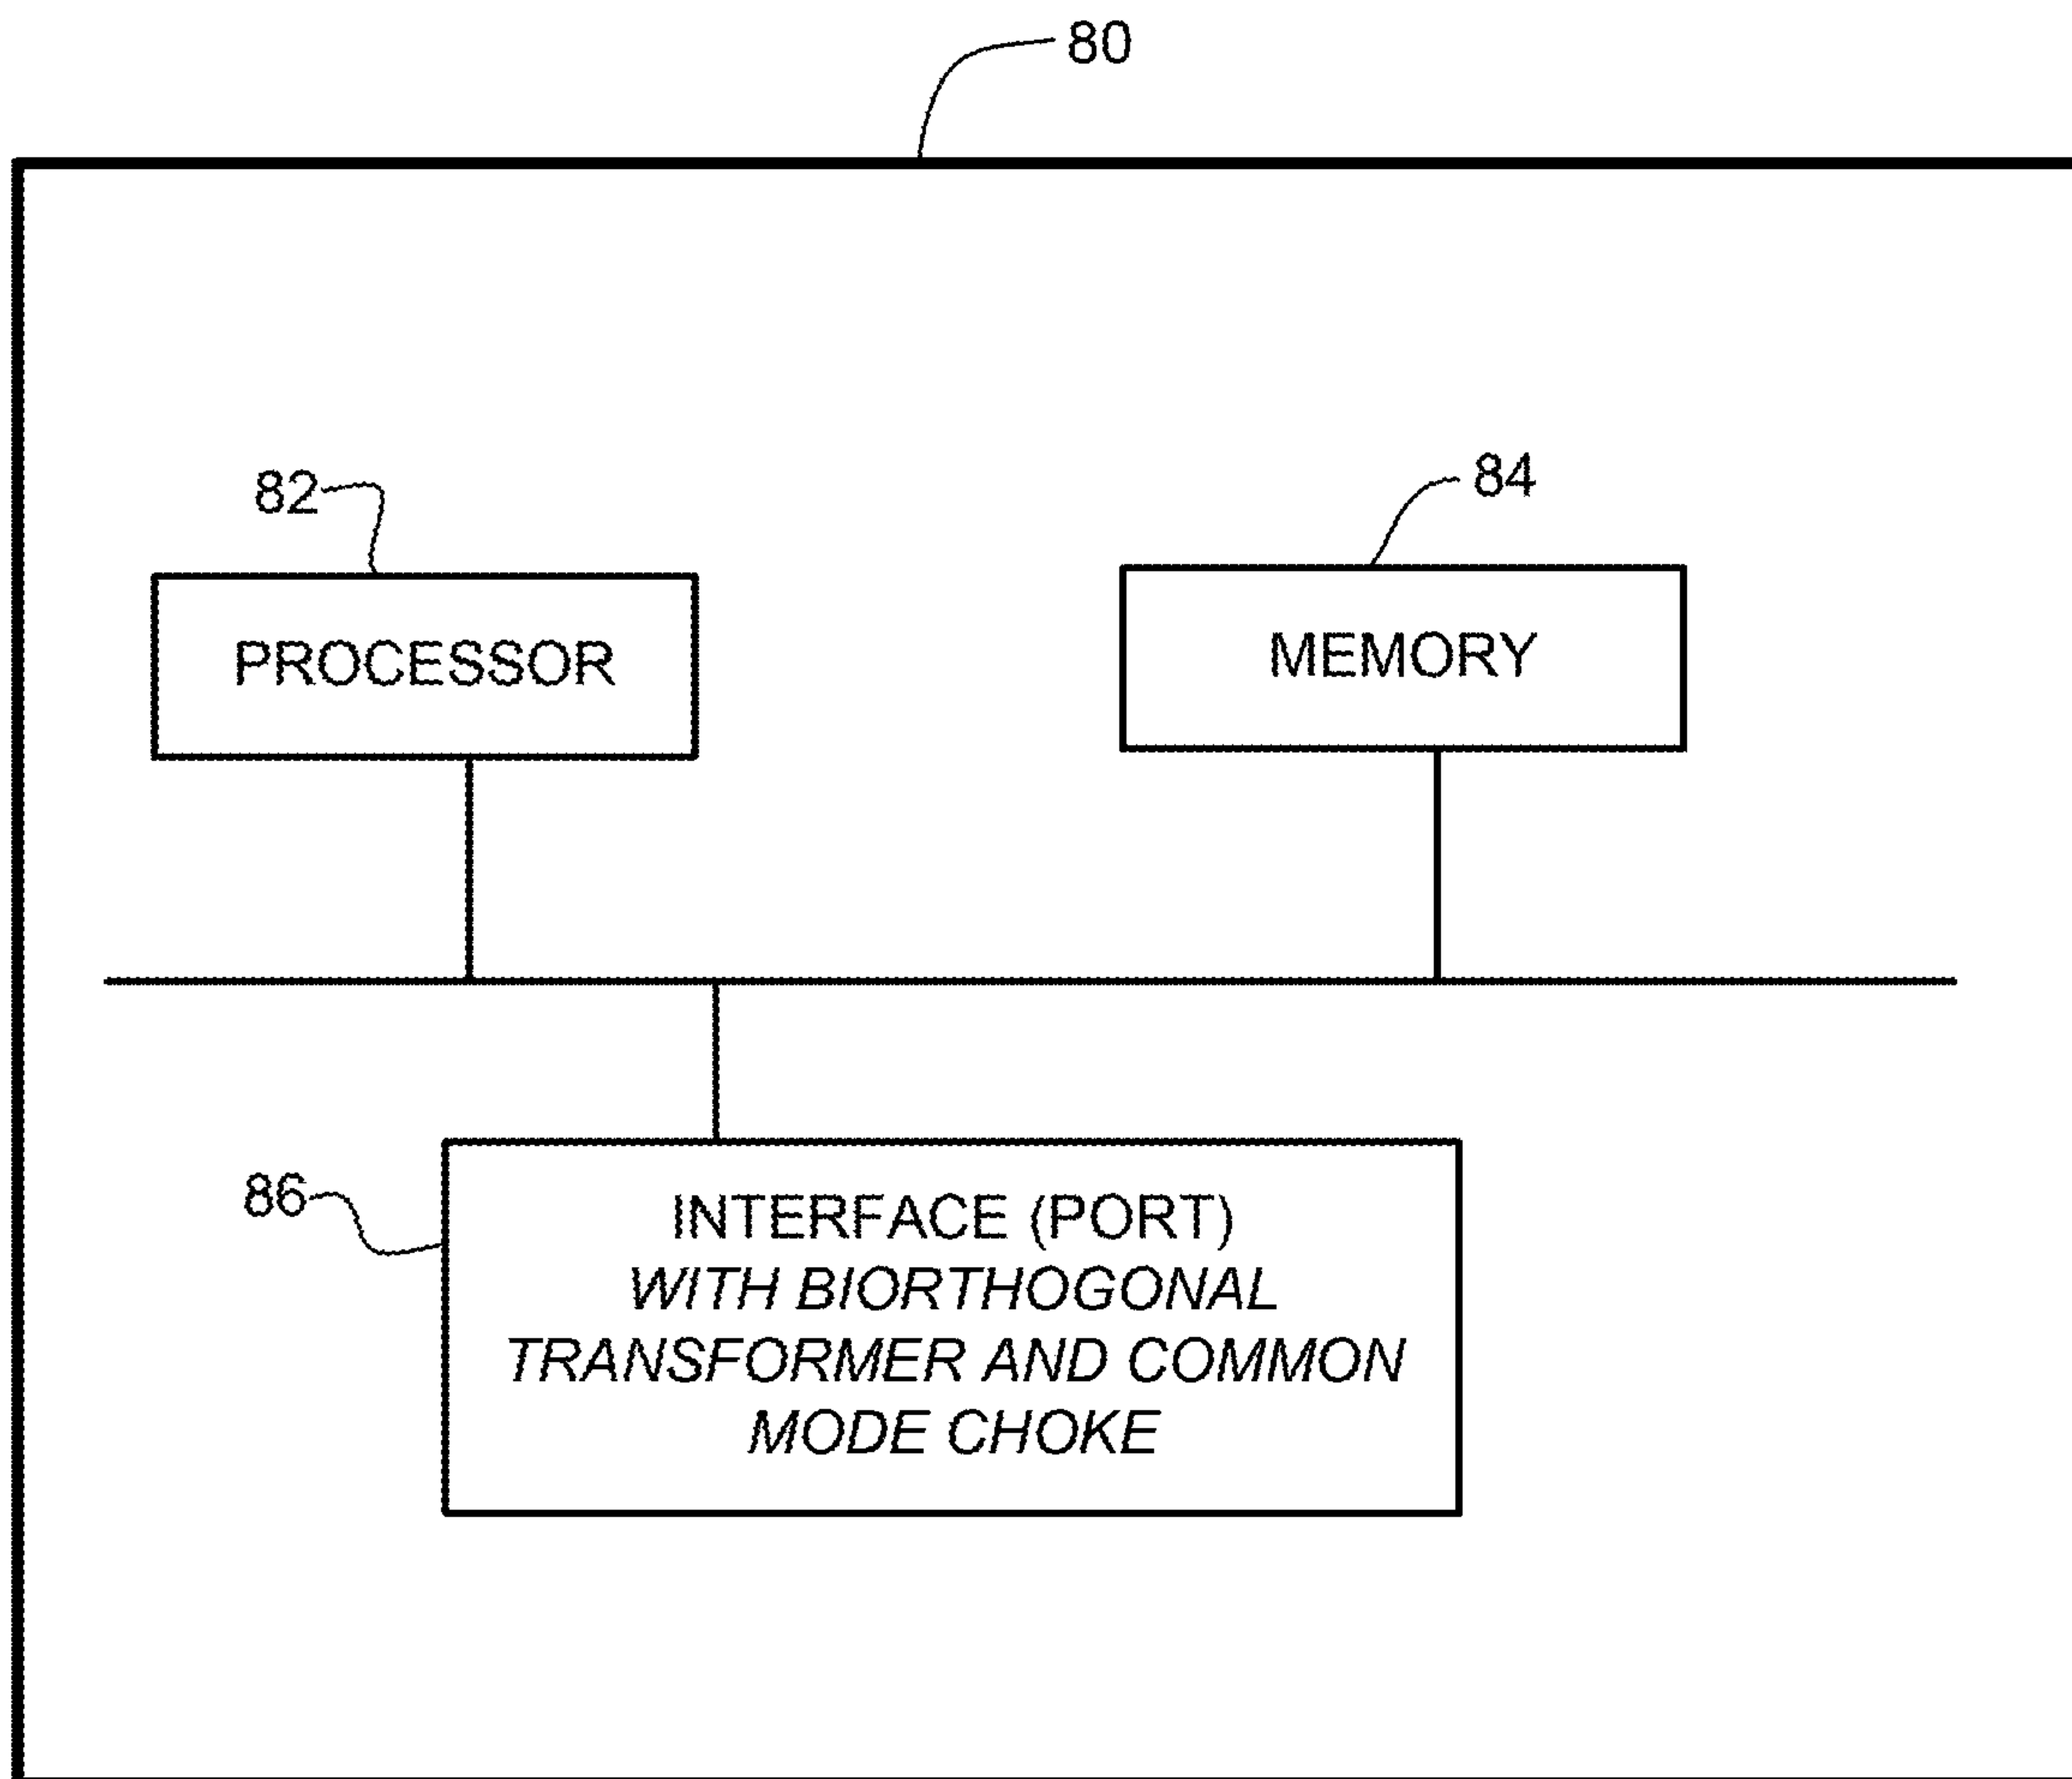 80
82
84
PROCESSOR
MEMORY
86
INTERFACE (PORT)
WITH BIORTHOGONAL
TRANSFORMER AND COMMON
MODE CHOKE